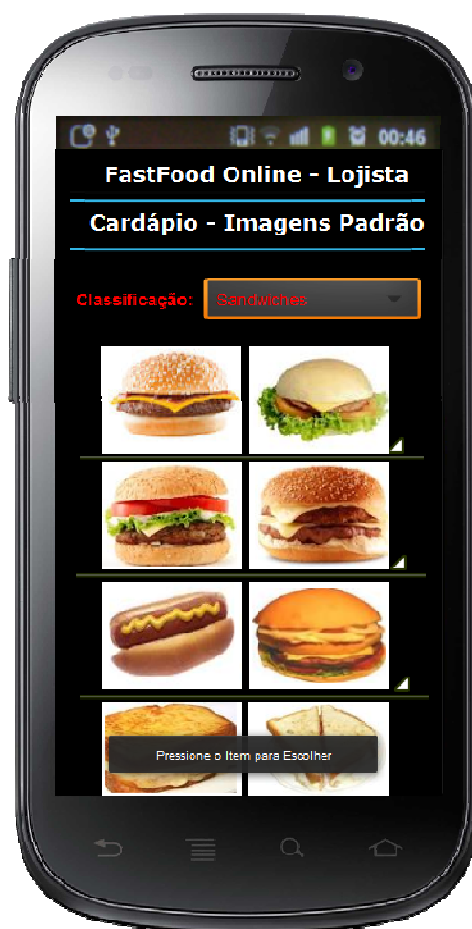 00:46
FastFood Online - Lojista
Cardápio - Imagens Padrão
Classificação: Sandwiches
Pressione o Item para Escolher